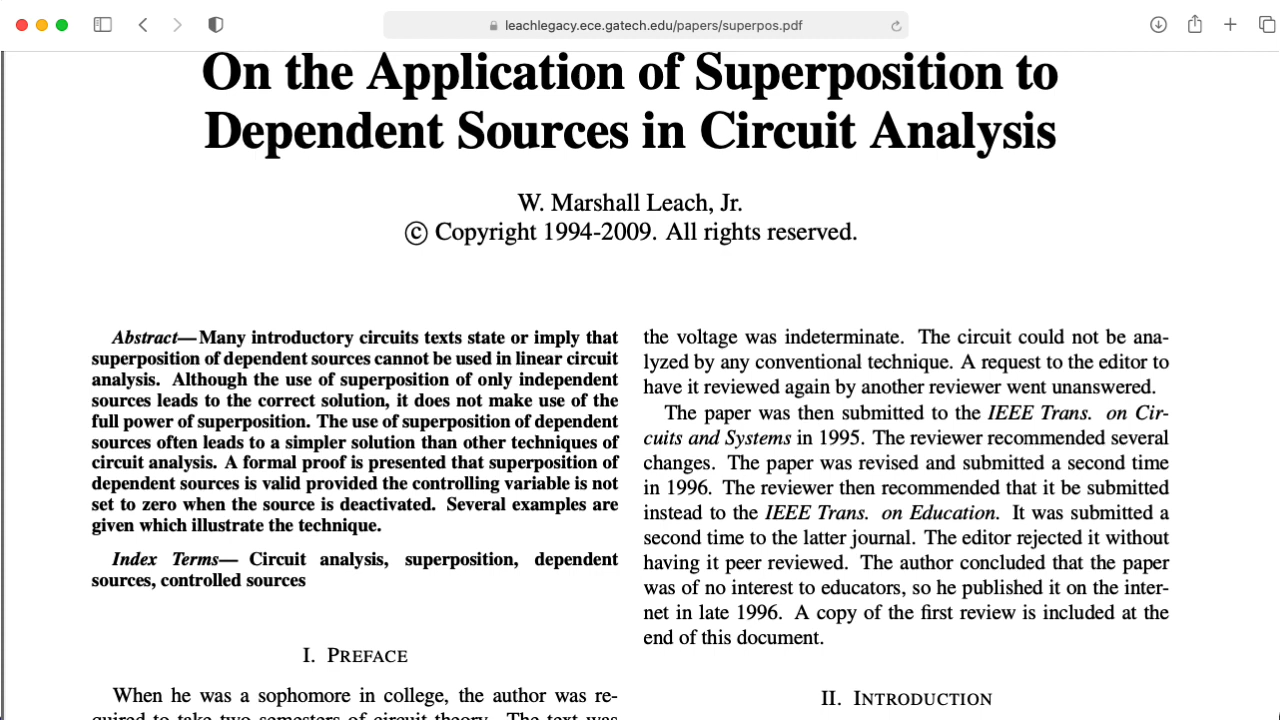 leachlegacy.ece.gatech.edu/papers/superpos.pdf
On the Application of Superposition to
Dependent Sources in Circuit Analysis
W. Marshall Leach, Jr.
© Copyright 1994-2009. All rights reserved.
Abstract—Many introductory circuits texts state or imply that
superposition of dependent sources cannot be used in linear circuit
analysis. Although the use of superposition of only independent
sources leads to the correct solution, it does not make use of the
full power of superposition. The use of superposition of dependent
sources often leads to a simpler solution than other techniques of
circuit analysis. A formal proof is presented that superposition of
dependent sources is valid provided the controlling variable is not
set to zero when the source is deactivated. Several examples are
given which illustrate the technique.
Index Terms— Circuit analysis, superposition, dependent
sources, controlled sources
I. PREFACE
When he was a sophomore in college, the author was re-
quired to take two semesters of circuit theory. The text was
the voltage was indeterminate. The circuit could not be ana-
lyzed by any conventional technique. A request to the editor to
have it reviewed again by another reviewer went unanswered.
The paper was then submitted to the IEEE Trans. on Cir-
cuits and Systems in 1995. The reviewer recommended several
changes. The paper was revised and submitted a second time
in 1996. The reviewer then recommended that it be submitted
instead to the IEEE Trans. on Education. It was submitted a
second time to the latter journal. The editor rejected it without
having it peer reviewed. The author concluded that the paper
was of no interest to educators, so he published it on the inter-
net in late 1996. A copy of the first review is included at the
end of this document.
II. INTRODUCTION